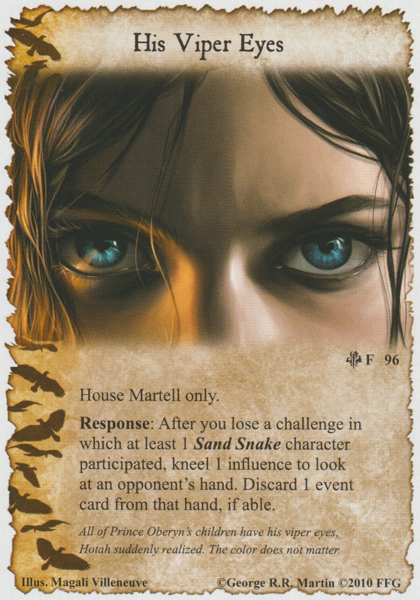 His Viper Eyes
F 96
House Martell only.
Response: After you lose a challenge in
which at least 1 Sand Snake character
participated, kneel 1 influence to look
at an opponent's hand. Discard 1 event
card from that hand, if able.
All of Prince Oberyn's children have his viper eyes,
Hotah suddenly realized. The color does not matter.
Illus. Magali Villeneuve ©George R.R. Martin ©2010 FFG